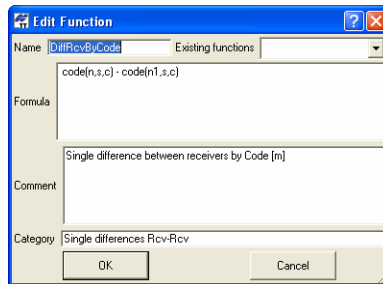 Edit Function
Name DiffRcvByCode Existing functions
Formula code(n,s,c) - code(n1,s,c)
Comment Single difference between receivers by Code [m]
Category Single differences Rcv-Rcv
OK Cancel